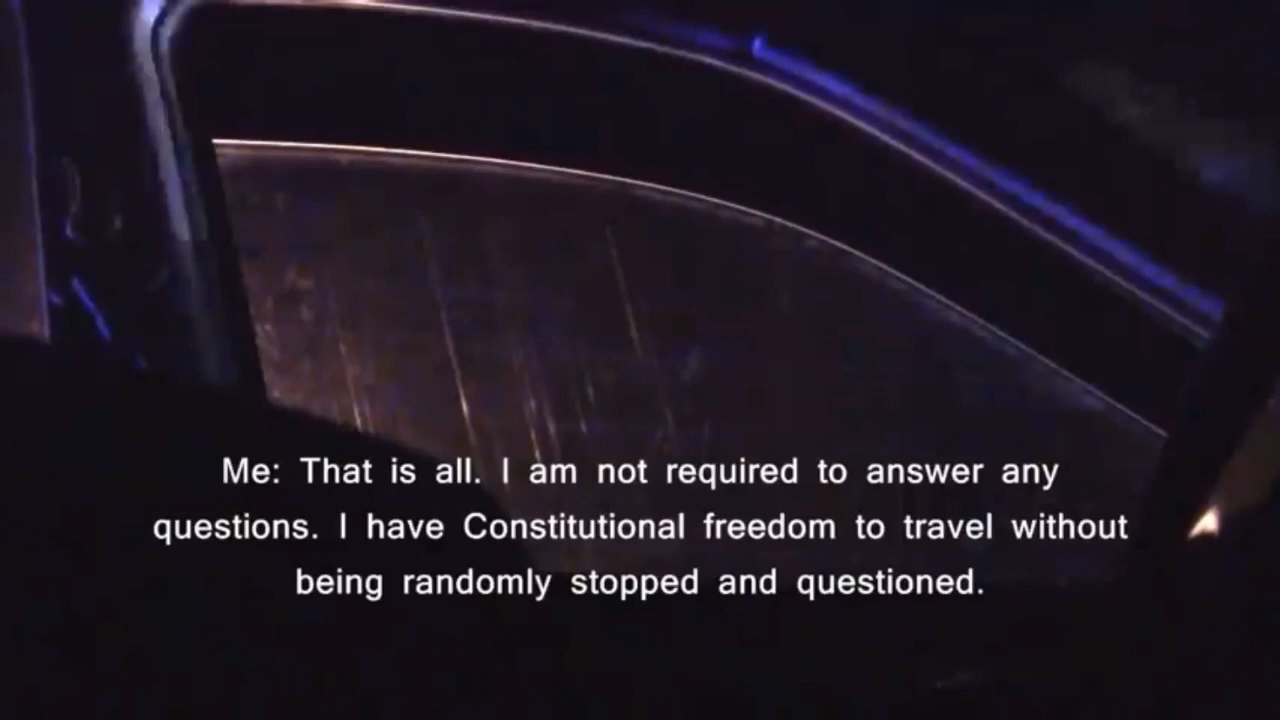 Me: That is all. I am not required to answer any
questions. I have Constitutional freedom to travel without
being randomly stopped and questioned.